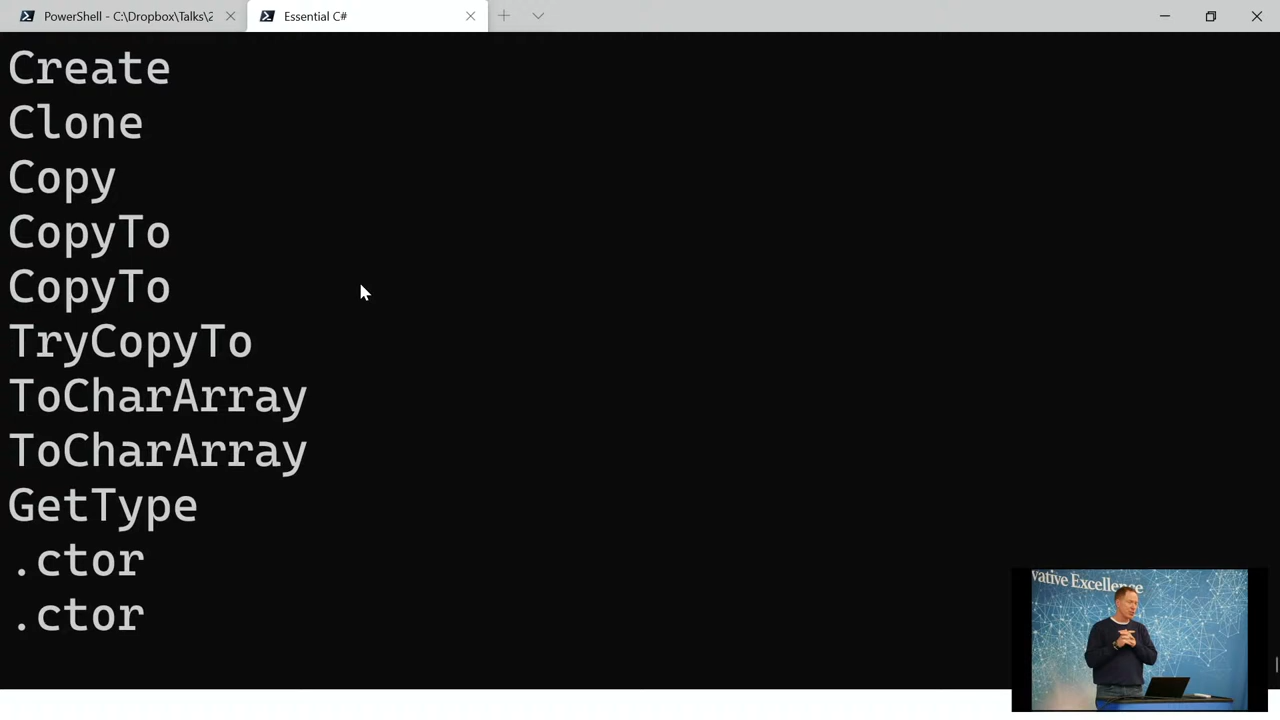 PowerShell - C:\Dropbox\Talks\2
Essential C#
Create
Clone
Copy
CopyTo
CopyTo
TryCopyTo
ToCharArray
ToCharArray
GetType
.ctor
.ctor
vative Excellence